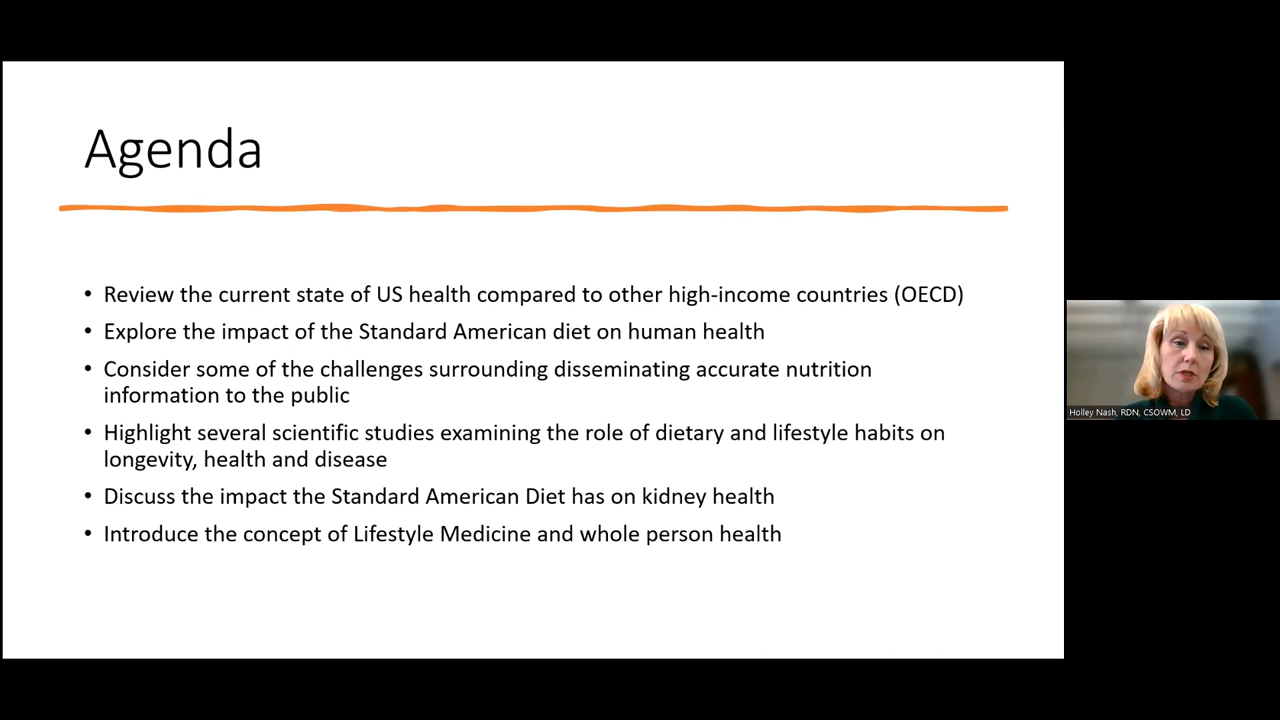 Agenda
• Review the current state of US health compared to other high-income countries (OECD)
• Explore the impact of the Standard American diet on human health
• Consider some of the challenges surrounding disseminating accurate nutrition
information to the public
• Highlight several scientific studies examining the role of dietary and lifestyle habits on
longevity, health and disease
• Discuss the impact the Standard American Diet has on kidney health
• Introduce the concept of Lifestyle Medicine and whole person health
Holley Nash, RDN, CSOWM, LD